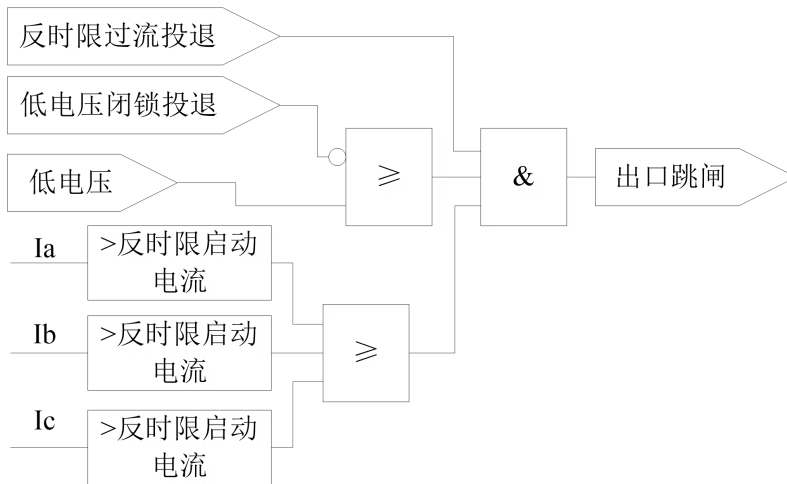 反时限过流投退
低电压闭锁投退
低电压
≥
&
出口跳闸
Ia
>反时限启动
电流
Ib
>反时限启动
电流
≥
Ic
>反时限启动
电流